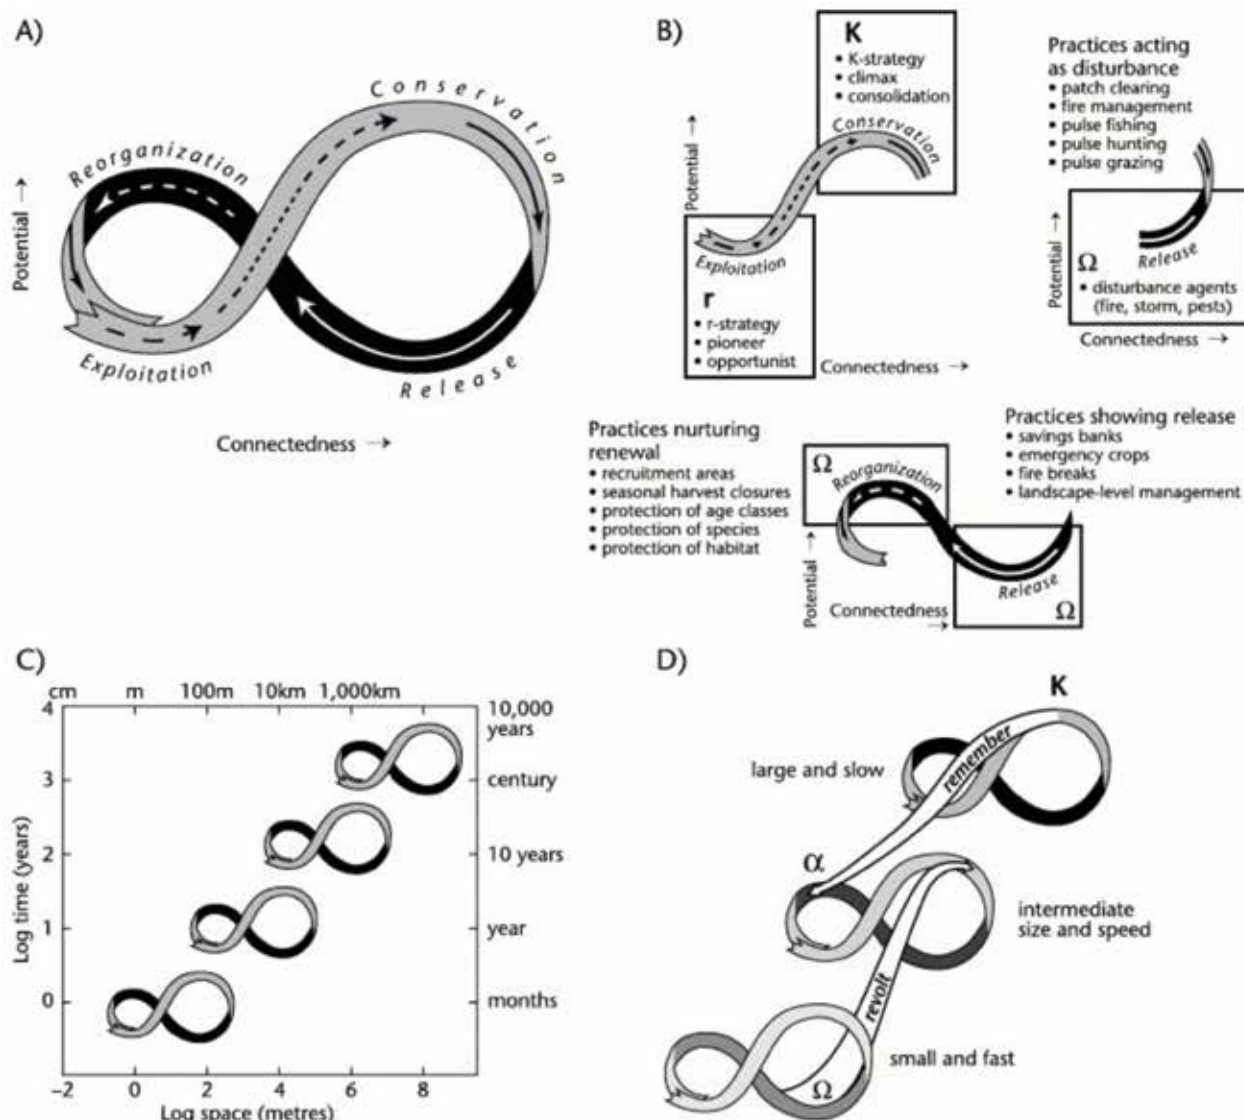 A)
Conservation
Reorganization
Potential →
Exploitation
Release
Connectedness →
B)
K
• K-strategy
• climax
• consolidation
Conservation
Potential →
Exploitation
r
• r-strategy
• pioneer
• opportunist
Connectedness →
Practices acting
as disturbance
• patch clearing
• fire management
• pulse fishing
• pulse hunting
• pulse grazing
Potential →
Release
Ω
• disturbance agents
(fire, storm, pests)
Connectedness →
Practices nurturing
renewal
• recruitment areas
• seasonal harvest closures
• protection of age classes
• protection of species
• protection of habitat
Ω
Reorganization
Practices showing release
• savings banks
• emergency crops
• fire breaks
• landscape-level management
Potential →
Connectedness →
Release
Ω
C)
cm m 100m 10km 1,000km
4 10,000
years
3 century
2 10 years
1 year
0 months
Log time (years)
−2 0 2 4 6 8
Log space (metres)
D)
K
large and slow
remember
α
intermediate
size and speed
revolt
small and fast
Ω